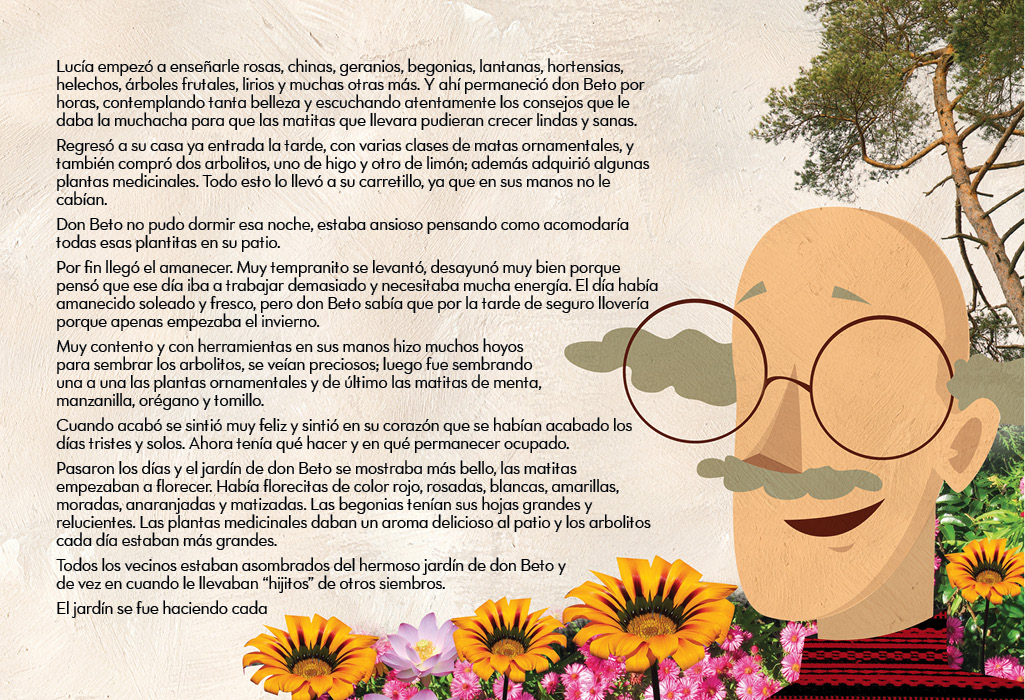 Lucía empezó a enseñarle rosas, chinas, geranios, begonias, lantanas, hortensias,
helechos, árboles frutales, lirios y muchas otras más. Y ahí permaneció don Beto por
horas, contemplando tanta belleza y escuchando atentamente los consejos que le
daba la muchacha para que las matitas que llevara pudieran crecer lindas y sanas.
Regresó a su casa ya entrada la tarde, con varias clases de matas ornamentales, y
también compró dos arbolitos, uno de higo y otro de limón; además adquirió algunas
plantas medicinales. Todo esto lo llevó a su carretillo, ya que en sus manos no le
cabían.
Don Beto no pudo dormir esa noche, estaba ansioso pensando como acomodaría
todas esas plantitas en su patio.
Por fin llegó el amanecer. Muy tempranito se levantó, desayunó muy bien porque
pensó que ese día iba a trabajar demasiado y necesitaba mucha energía. El día había
amanecido soleado y fresco, pero don Beto sabía que por la tarde de seguro llovería
porque apenas empezaba el invierno.
Muy contento y con herramientas en sus manos hizo muchos hoyos
para sembrar los arbolitos, se veían preciosos; luego fue sembrando
una a una las plantas ornamentales y de último las matitas de menta,
manzanilla, orégano y tomillo.
Cuando acabó se sintió muy feliz y sintió en su corazón que se habían acabado los
días tristes y solos. Ahora tenía qué hacer y en qué permanecer ocupado.
Pasaron los días y el jardín de don Beto se mostraba más bello, las matitas
empezaban a florecer. Había florecitas de color rojo, rosadas, blancas, amarillas,
moradas, anaranjadas y matizadas. Las begonias tenían sus hojas grandes y
relucientes. Las plantas medicinales daban un aroma delicioso al patio y los arbolitos
cada día estaban más grandes.
Todos los vecinos estaban asombrados del hermoso jardín de don Beto y
de vez en cuando le llevaban “hijitos” de otros siembros.
El jardín se fue haciendo cada